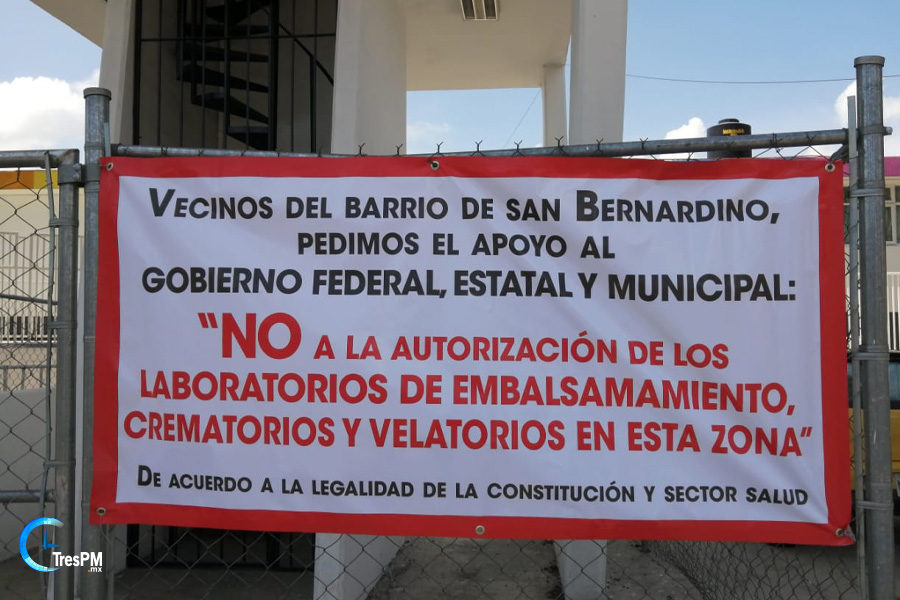 VECINOS DEL BARRIO DE SAN BERNARDINO,
PEDIMOS EL APOYO AL
GOBIERNO FEDERAL, ESTATAL Y MUNICIPAL:
"NO A LA AUTORIZACIÓN DE LOS
LABORATORIOS DE EMBALSAMAMIENTO,
CREMATORIOS Y VELATORIOS EN ESTA ZONA"
DE ACUERDO A LA LEGALIDAD DE LA CONSTITUCIÓN Y SECTOR SALUD
TresPM
.mx